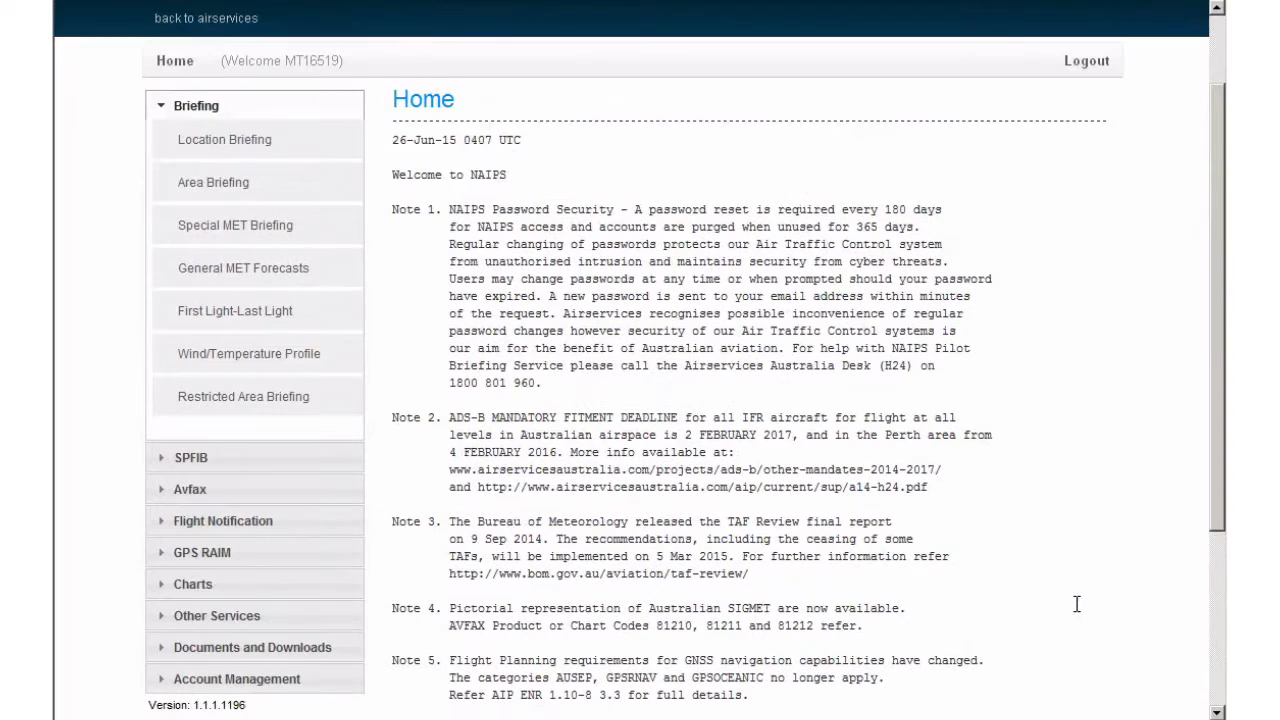 back to airservices
Home (Welcome MT16519) Logout
Briefing
Location Briefing
Area Briefing
Special MET Briefing
General MET Forecasts
First Light-Last Light
Wind/Temperature Profile
Restricted Area Briefing
SPFIB
Avfax
Flight Notification
GPS RAIM
Charts
Other Services
Documents and Downloads
Account Management
Version: 1.1.1.1196
Home
26-Jun-15 0407 UTC
Welcome to NAIPS
Note 1. NAIPS Password Security - A password reset is required every 180 days
for NAIPS access and accounts are purged when unused for 365 days.
Regular changing of passwords protects our Air Traffic Control system
from unauthorised intrusion and maintains security from cyber threats.
Users may change passwords at any time or when prompted should your password
have expired. A new password is sent to your email address within minutes
of the request. Airservices recognises possible inconvenience of regular
password changes however security of our Air Traffic Control systems is
our aim for the benefit of Australian aviation. For help with NAIPS Pilot
Briefing Service please call the Airservices Australia Desk (H24) on
1800 801 960.
Note 2. ADS-B MANDATORY FITMENT DEADLINE for all IFR aircraft for flight at all
levels in Australian airspace is 2 FEBRUARY 2017, and in the Perth area from
4 FEBRUARY 2016. More info available at:
www.airservicesaustralia.com/projects/ads-b/other-mandates-2014-2017/
and http://www.airservicesaustralia.com/aip/current/sup/a14-h24.pdf
Note 3. The Bureau of Meteorology released the TAF Review final report
on 9 Sep 2014. The recommendations, including the ceasing of some
TAFs, will be implemented on 5 Mar 2015. For further information refer
http://www.bom.gov.au/aviation/taf-review/
Note 4. Pictorial representation of Australian SIGMET are now available.
AVFAX Product or Chart Codes 81210, 81211 and 81212 refer.
Note 5. Flight Planning requirements for GNSS navigation capabilities have changed.
The categories AUSEP, GPSRNAV and GPSOCEANIC no longer apply.
Refer AIP ENR 1.10-8 3.3 for full details.